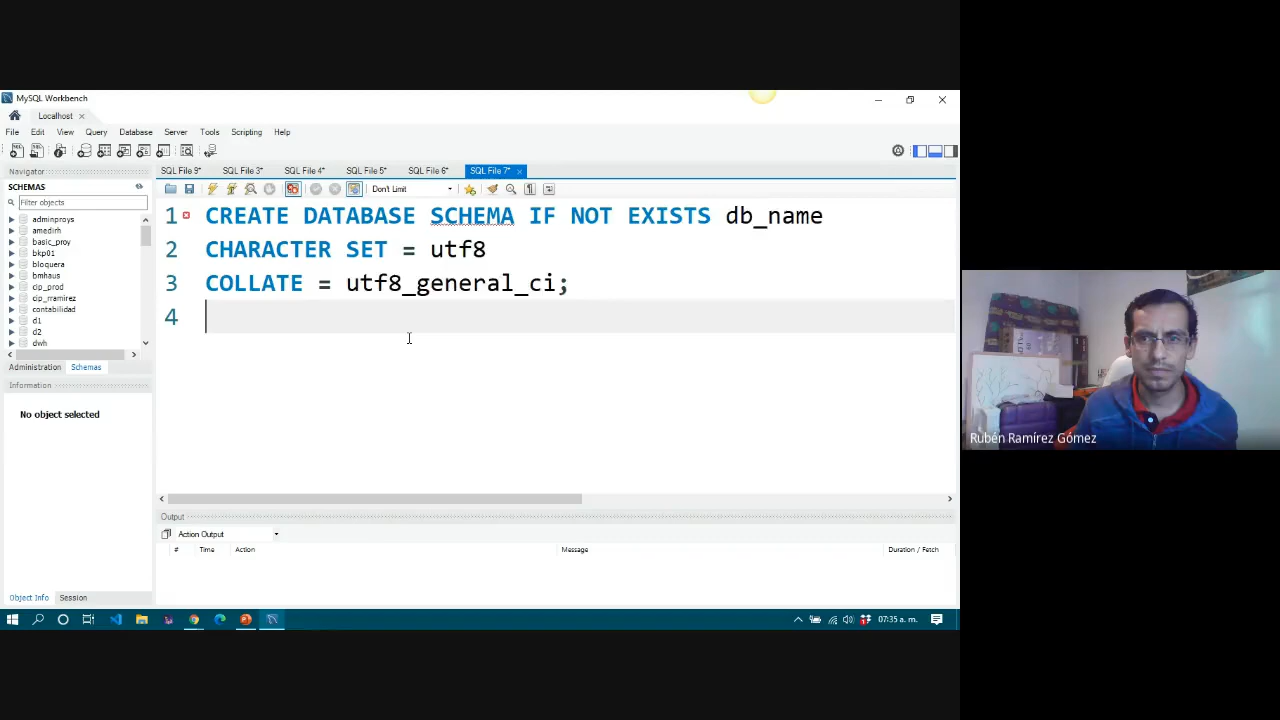 MySQL Workbench
Localhost
File Edit View Query Database Server Tools Scripting Help
Navigator
SCHEMAS
Filter objects
adminproys
amedirh
basic_proy
bkp01
bloquera
bmhaus
cip_prod
cip_rramirez
contabilidad
d1
d2
dwh
Administration Schemas
Information
No object selected
Object Info Session
SQL File 9* SQL File 3* SQL File 4* SQL File 5* SQL File 6* SQL File 7*
Don't Limit
1 CREATE DATABASE SCHEMA IF NOT EXISTS db_name
2 CHARACTER SET = utf8
3 COLLATE = utf8_general_ci;
4
Output
Action Output
# Time Action Message Duration / Fetch
07:35 a. m.
Rubén Ramírez Gómez